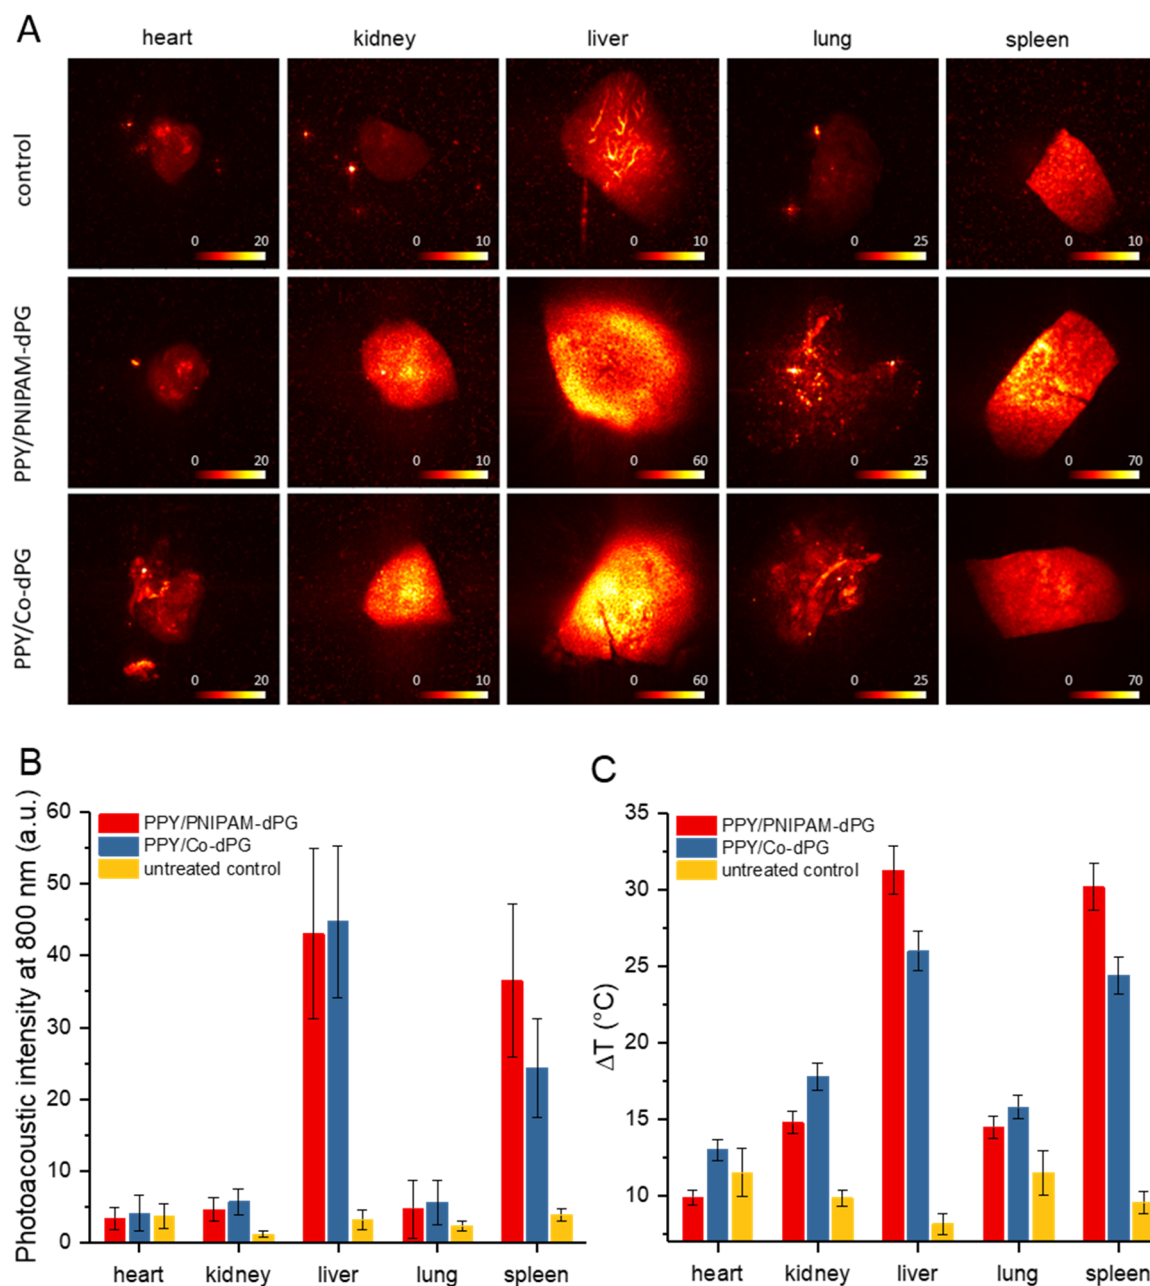 A
heart kidney liver lung spleen
control
0 20 0 10 0 10 0 25 0 10
PPY/PNIPAM-dPG
0 20 0 10 0 60 0 25 0 70
PPY/Co-dPG
0 20 0 10 0 60 0 25 0 70
B
Photoacoustic intensity at 800 nm (a.u.)
60
50
40
30
20
10
0
PPY/PNIPAM-dPG
PPY/Co-dPG
untreated control
heart kidney liver lung spleen
C
ΔT (°C)
35
30
25
20
15
10
PPY/PNIPAM-dPG
PPY/Co-dPG
untreated control
heart kidney liver lung spleen